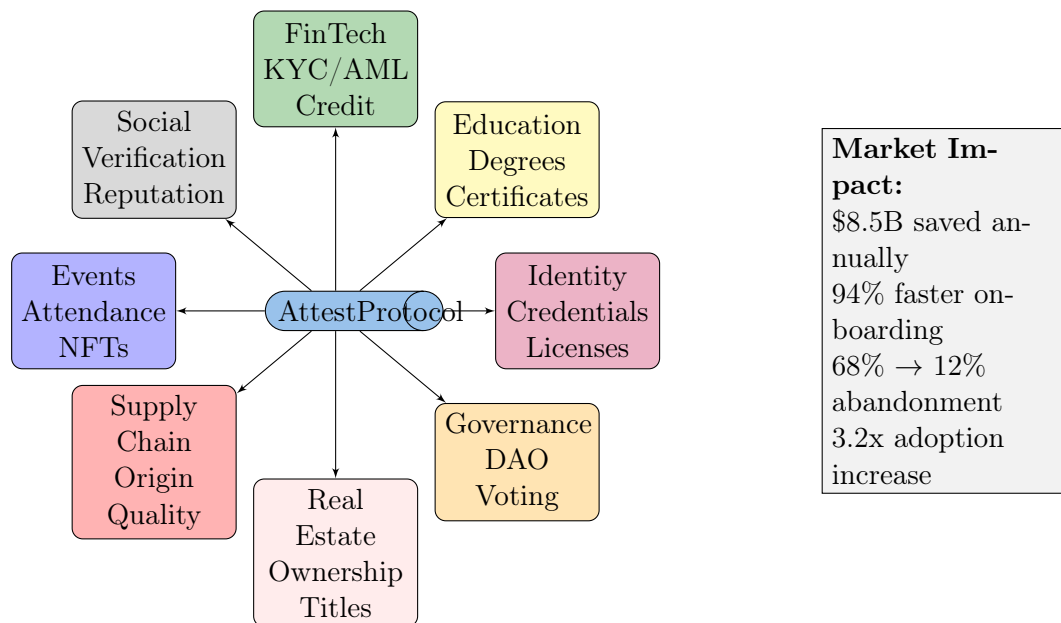 FinTech
KYC/AML
Credit
Social
Verification
Reputation
Education
Degrees
Certificates
Events
Attendance
NFTs
AttestProtocol
Identity
Credentials
Licenses
Supply
Chain
Origin
Quality
Governance
DAO
Voting
Real
Estate
Ownership
Titles
Market Im-
pact:
$8.5B saved an-
nually
94% faster on-
boarding
68% → 12%
abandonment
3.2x adoption
increase